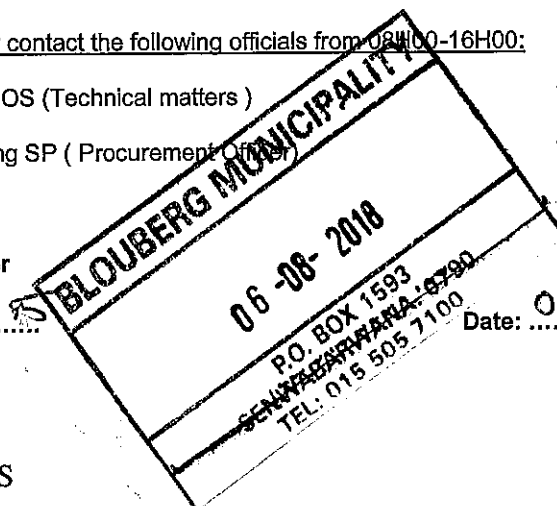 contact the following officials from 08H00-16H00:
OS (Technical matters )
ng SP ( Procurement Officer)
BLOUBERG MUNICIPALITY
06-08-2018
P.O. BOX 1593
SENWABARWANA. 0790
TEL: 015 505 7100
Date: ....
S